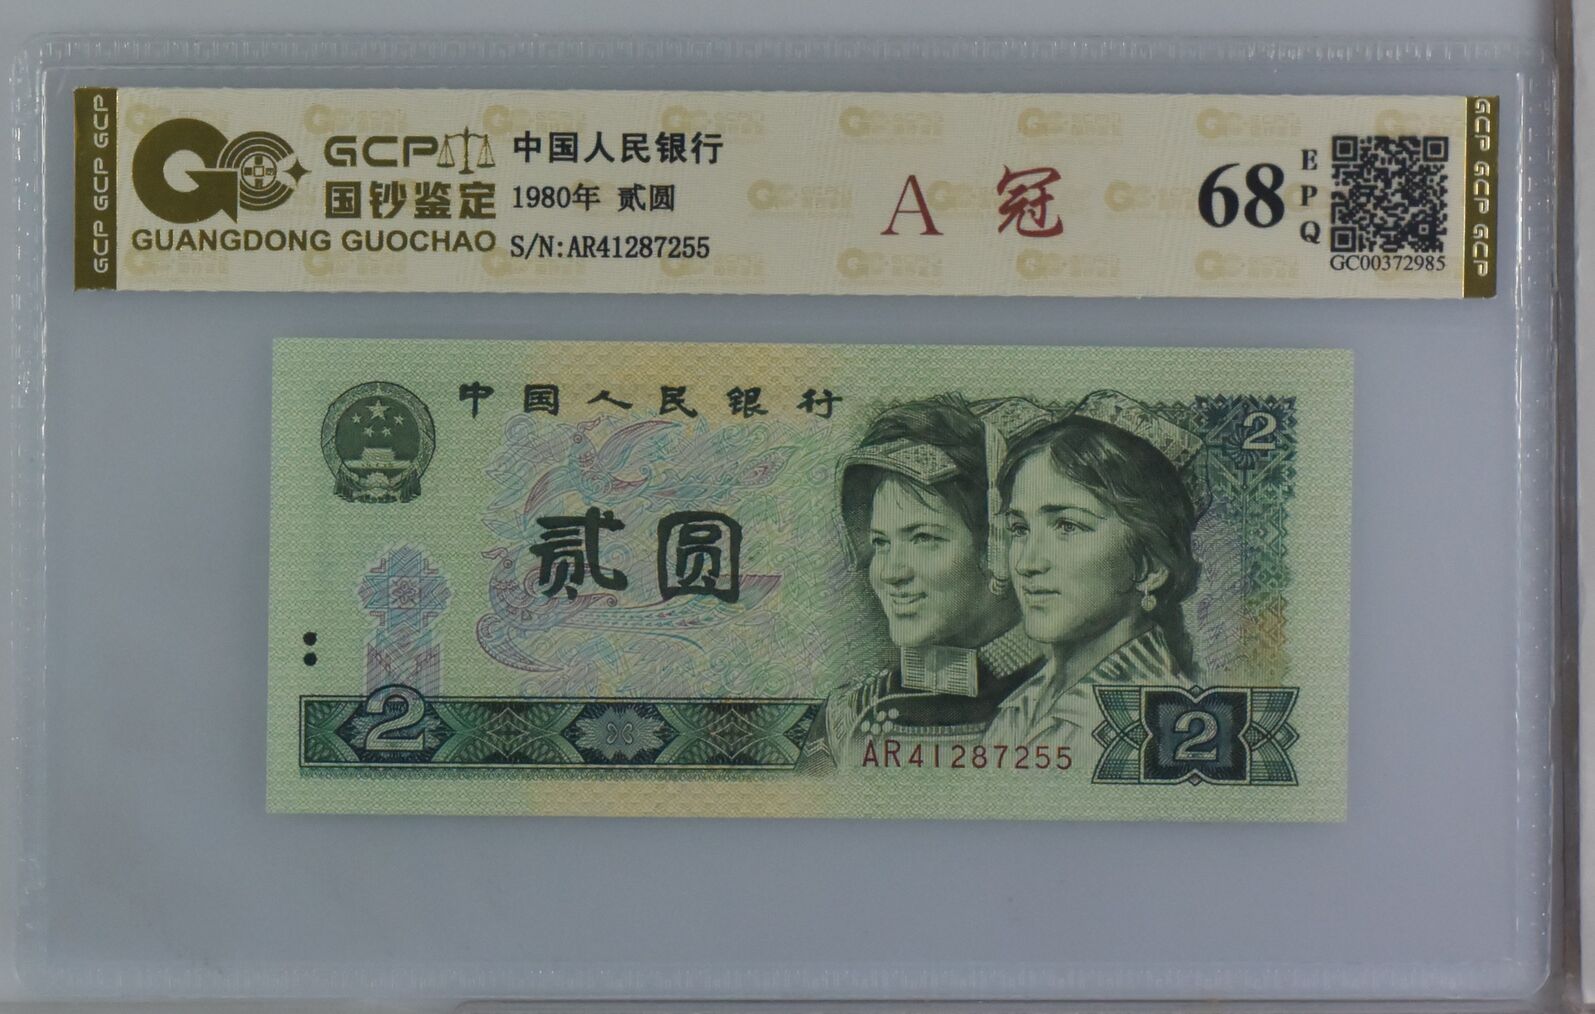 GCP GCP GCP
GCP
国钞鉴定
GUANGDONG GUOCHAO
中国人民银行
1980年 贰圆
S/N:AR41287255
A 冠
68
EPQ
GC00372985
GCP GCP GCP
中国人民银行
2
贰圆
2
AR41287255
2